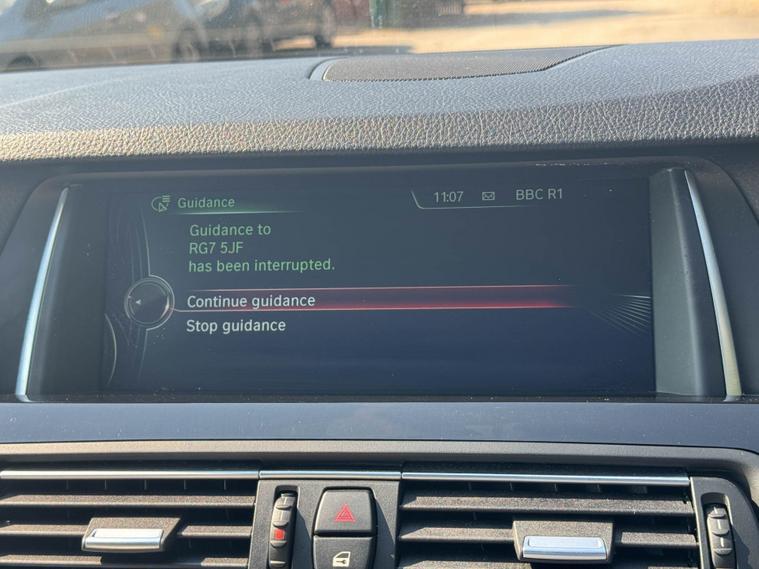 Guidance
11:07
BBC R1
Guidance to
RG7 5JF
has been interrupted.
Continue guidance
Stop guidance